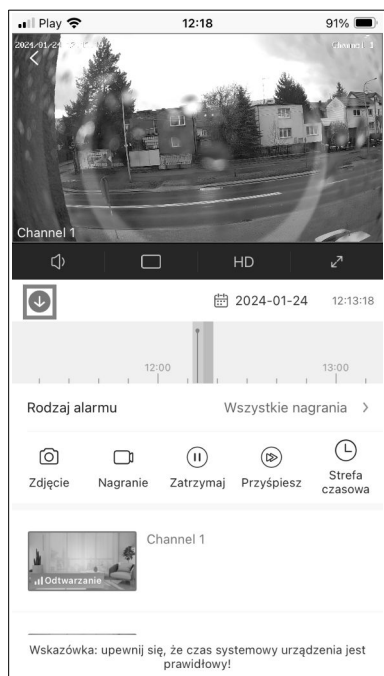 Play 12:18 91%
Channel 1
Channel 1
HD
2024-01-24 12:13:18
12:00 13:00
Rodzaj alarmu Wszystkie nagrania >
Zdjęcie Nagranie Zatrzymaj Przyśpiesz Strefa czasowa
Channel 1
Odtwarzanie
Wskazówka: upewnij się, że czas systemowy urządzenia jest
prawidłowy!